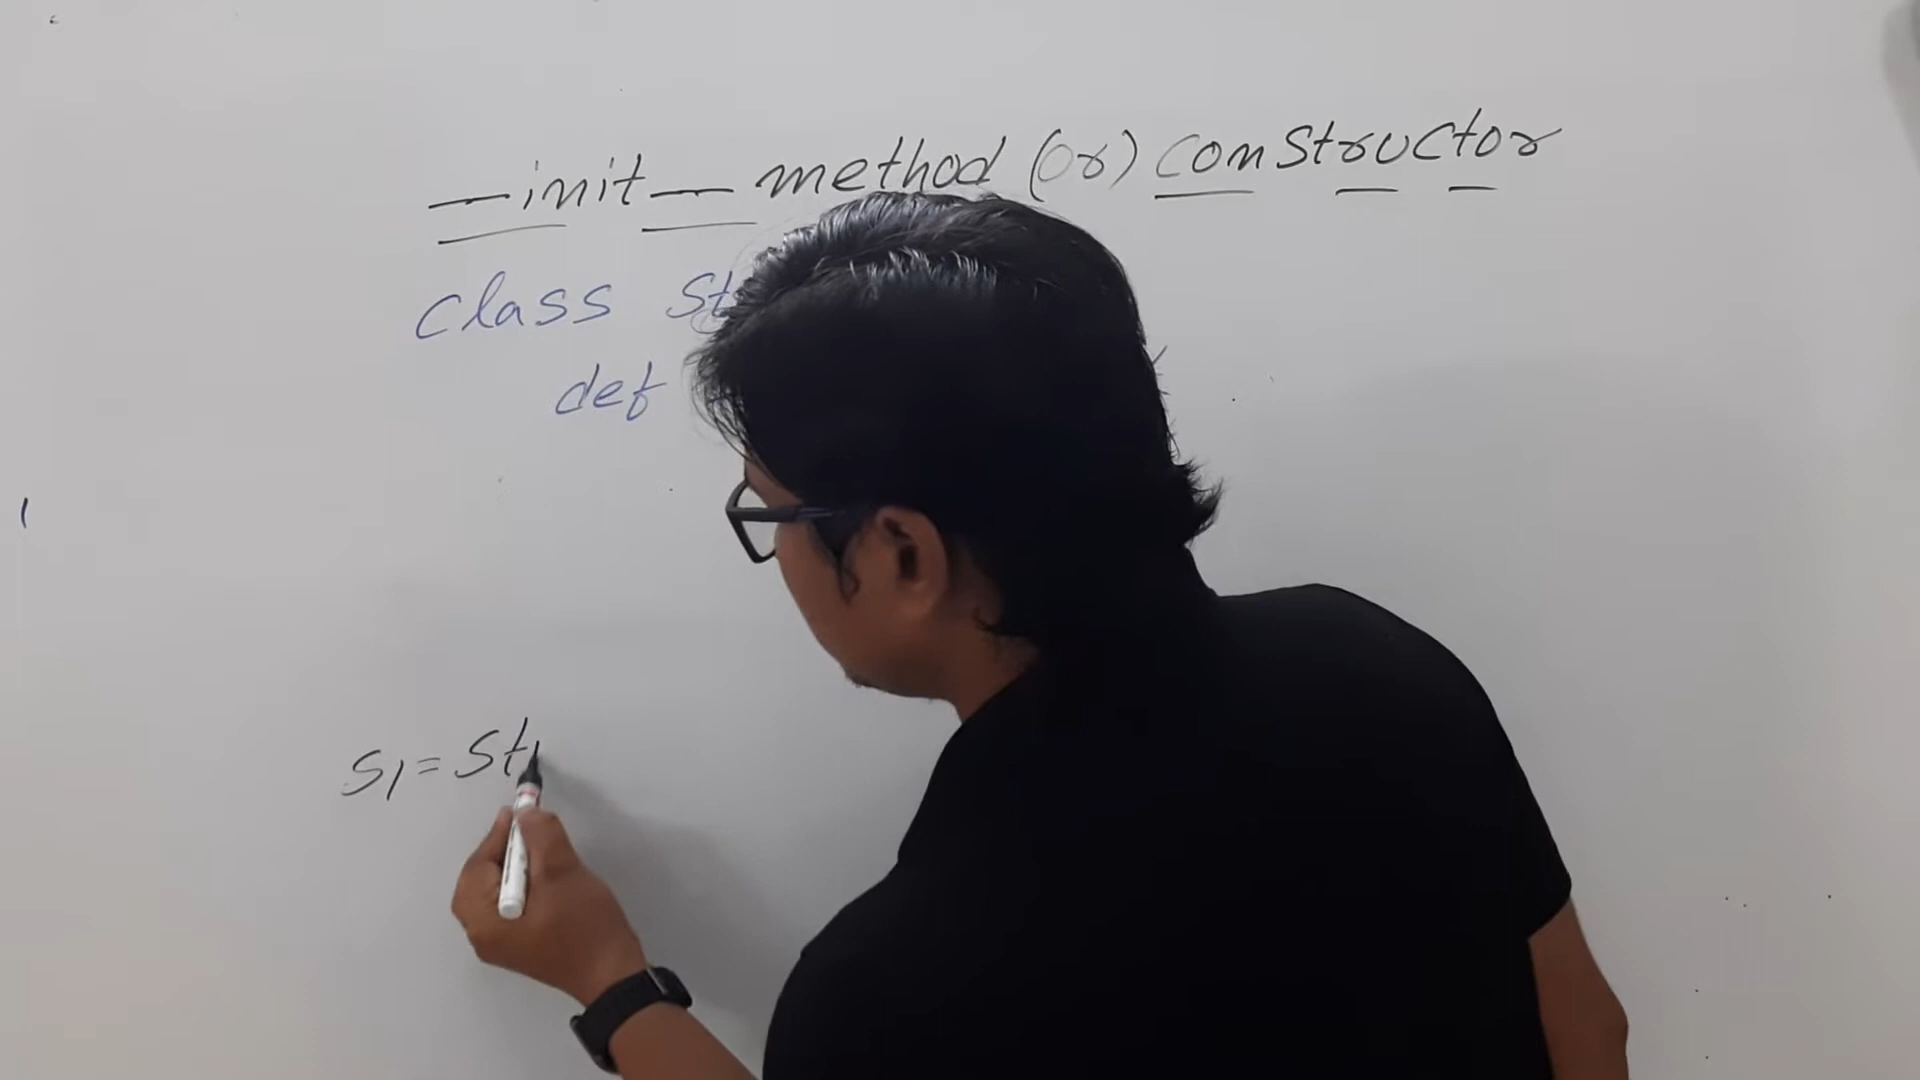 __init__ method (or) constructor
class St
def
S1 = St